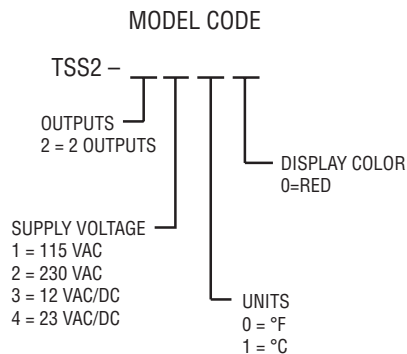 MODEL CODE
TSS2 –
OUTPUTS
2 = 2 OUTPUTS
DISPLAY COLOR
0=RED
SUPPLY VOLTAGE
1 = 115 VAC
2 = 230 VAC
3 = 12 VAC/DC
4 = 23 VAC/DC
UNITS
0 = °F
1 = °C